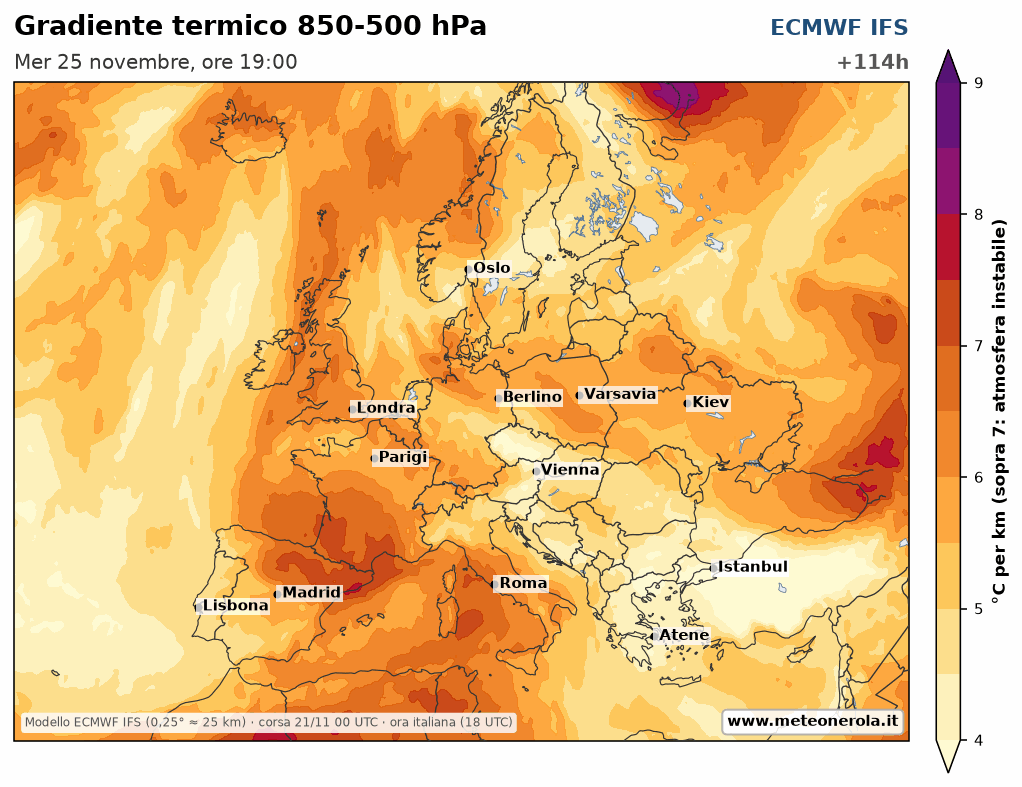 Gradiente termico 850-500 hPa
ECMWF IFS
Mer 25 novembre, ore 19:00
+114h
9
8
7
6
5
4
°C per km (sopra 7: atmosfera instabile)
Oslo
Londra
Berlino
Varsavia
Kiev
Parigi
Vienna
Istanbul
Madrid
Roma
Lisbona
Atene
Modello ECMWF IFS (0,25° ≈ 25 km) · corsa 21/11 00 UTC · ora italiana (18 UTC)
www.meteonerola.it